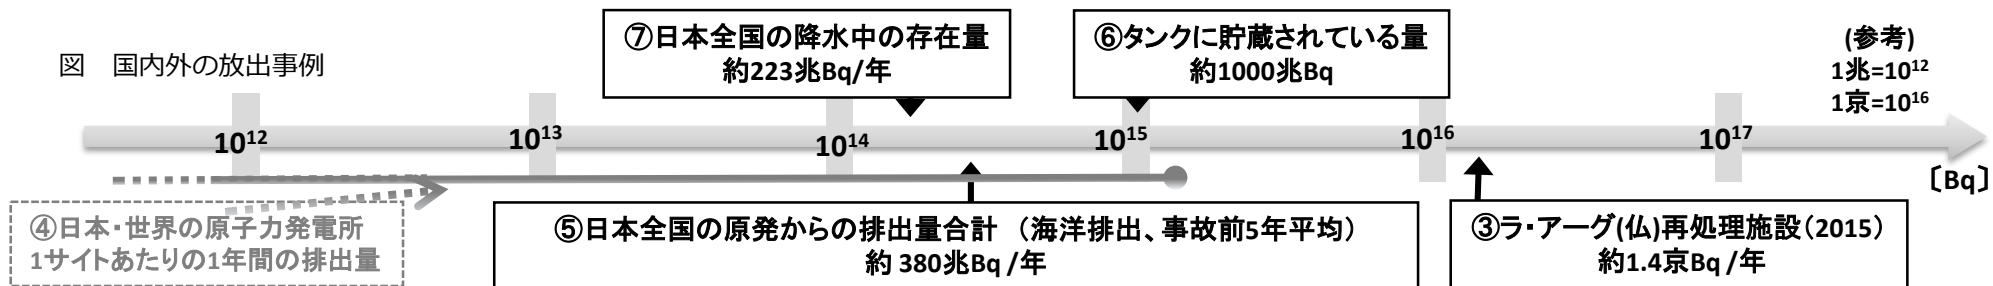 図 国内外の放出事例
⑦日本全国の降水中の存在量
約223兆Bq/年
⑥タンクに貯蔵されている量
約1000兆Bq
(参考)
1兆=10¹²
1京=10¹⁶
10¹²
10¹³
10¹⁴
10¹⁵
10¹⁶
10¹⁷
〔Bq〕
④日本・世界の原子力発電所
1サイトあたりの1年間の排出量
⑤日本全国の原発からの排出量合計 （海洋排出、事故前5年平均）
約 380兆Bq /年
③ラ・アーグ(仏)再処理施設（2015）
約1.4京Bq /年